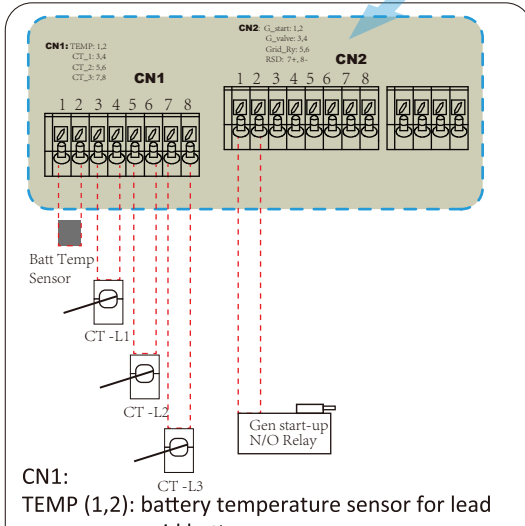 CN1: TEMP: 1,2
CT_1: 3,4
CT_2: 5,6
CT_3: 7,8
CN1
1 2 3 4 5 6 7 8
CN2: G_start: 1,2
G_valve: 3,4
Grid_Ry: 5,6
RSD: 7+, 8-
CN2
1 2 3 4 5 6 7 8
Batt Temp
Sensor
CT -L1
CT -L2
CT -L3
Gen start-up
N/O Relay
CN1:
TEMP (1,2): battery temperature sensor for lead